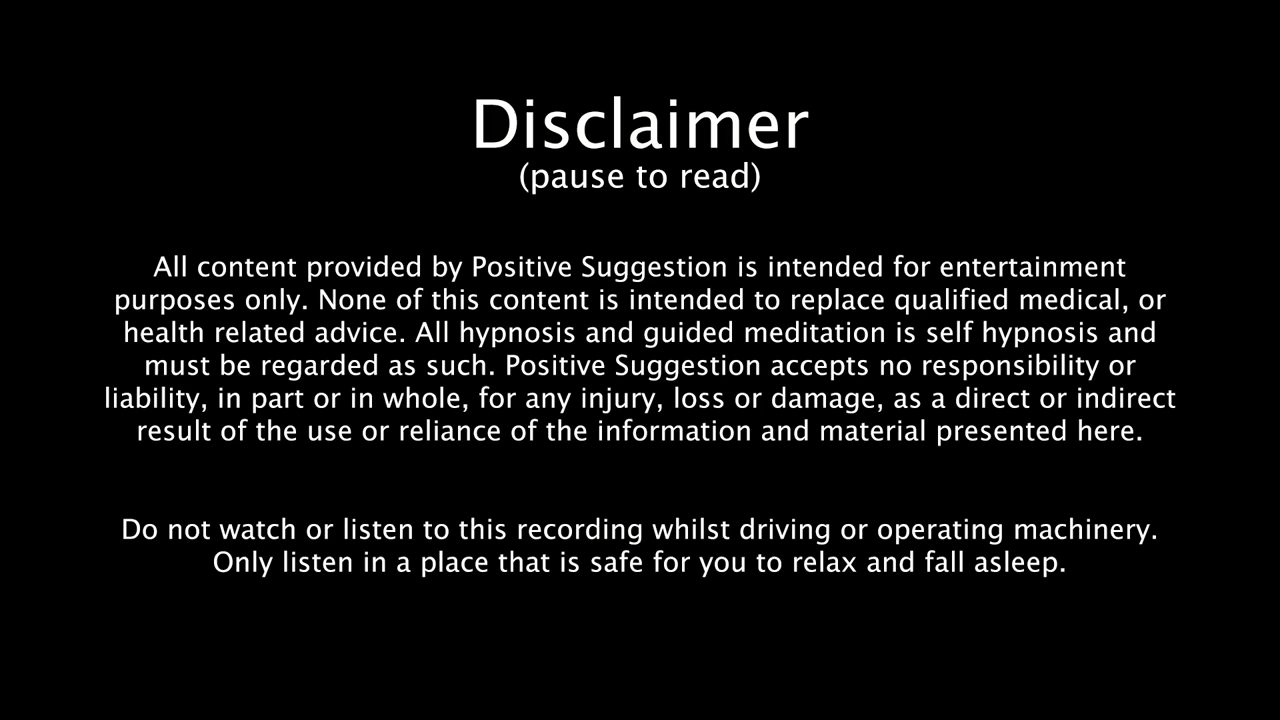 Disclaimer
(pause to read)
All content provided by Positive Suggestion is intended for entertainment
purposes only. None of this content is intended to replace qualified medical, or
health related advice. All hypnosis and guided meditation is self hypnosis and
must be regarded as such. Positive Suggestion accepts no responsibility or
liability, in part or in whole, for any injury, loss or damage, as a direct or indirect
result of the use or reliance of the information and material presented here.
Do not watch or listen to this recording whilst driving or operating machinery.
Only listen in a place that is safe for you to relax and fall asleep.